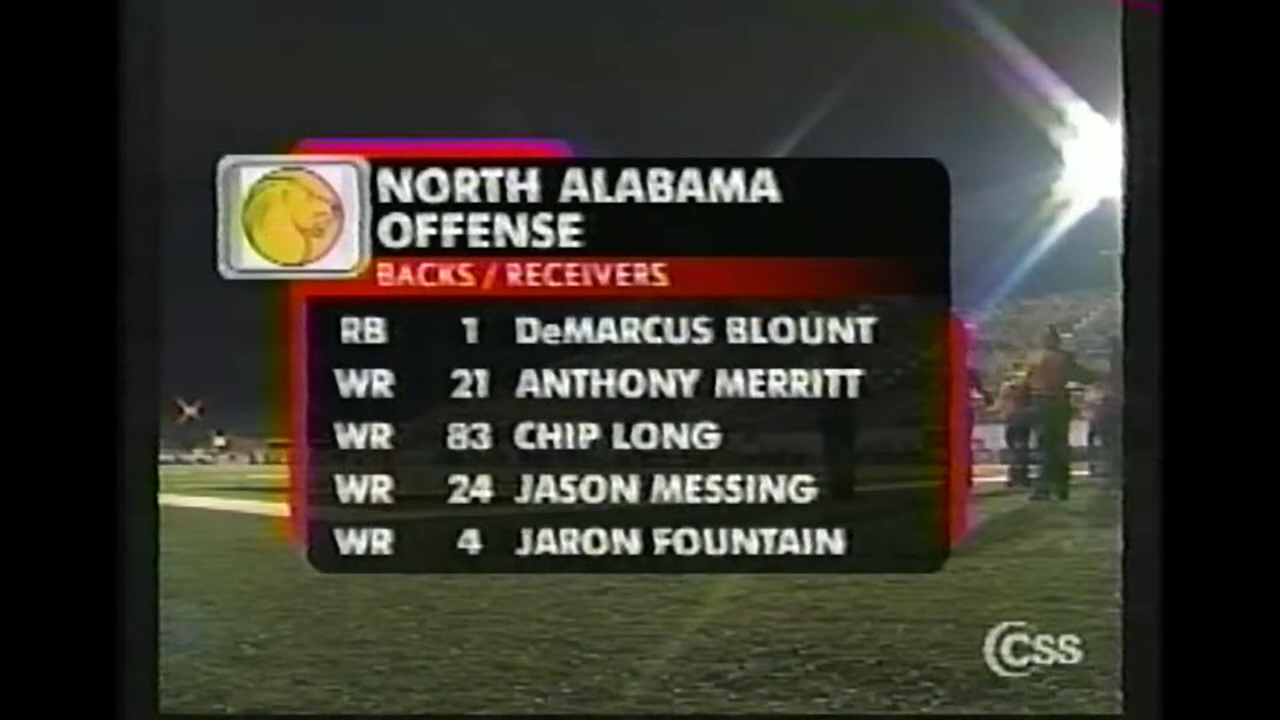 NORTH ALABAMA
OFFENSE
BACKS / RECEIVERS
RB 1 DeMARCUS BLOUNT
WR 21 ANTHONY MERRITT
WR 83 CHIP LONG
WR 24 JASON MESSING
WR 4 JARON FOUNTAIN
CSS